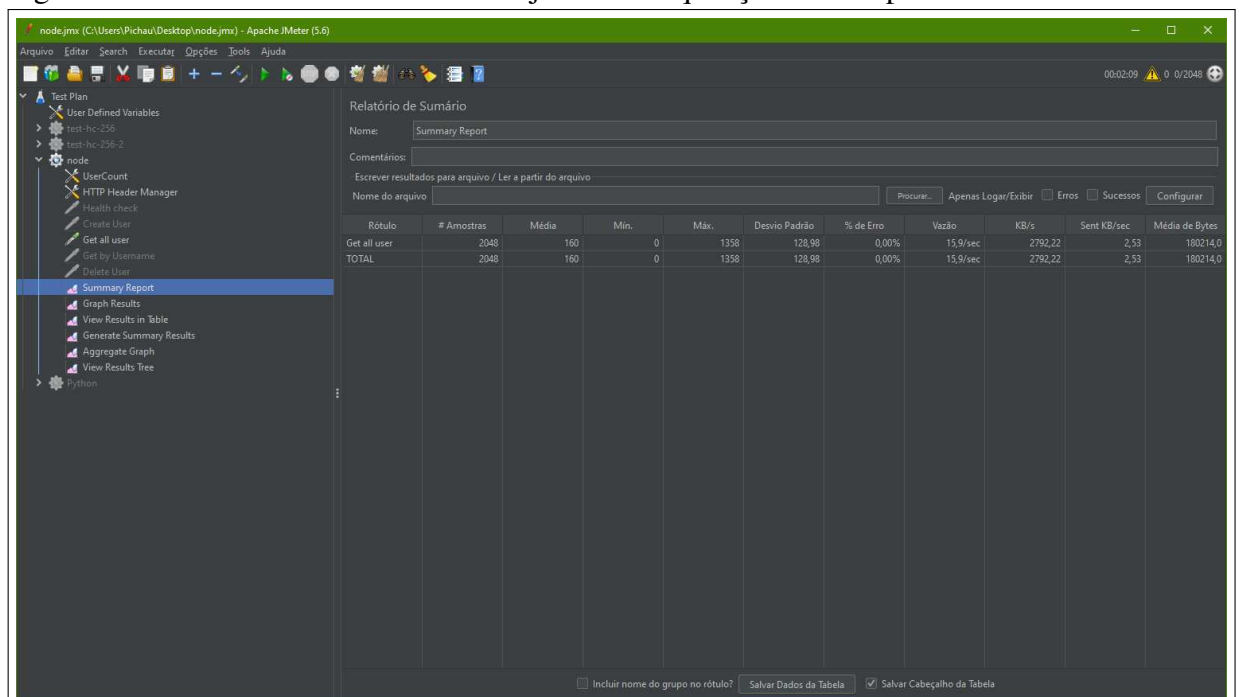 node.jmx (C:\Users\Pichau\Desktop\node.jmx) - Apache JMeter (5.6)
Arquivo Editar Search Executar Opções Tools Ajuda
00:02:09 0 0/2048
Test Plan
User Defined Variables
test-hc-256
test-hc-256-2
node
UserCount
HTTP Header Manager
Health check
Create User
Get all user
Get by Username
Delete User
Summary Report
Graph Results
View Results in Table
Generate Summary Results
Aggregate Graph
View Results Tree
Python
Relatório de Sumário
Nome: Summary Report
Comentários:
Escrever resultados para arquivo / Ler a partir do arquivo
Nome do arquivo Procurar... Apenas Logar/Exibir Erros Sucessos Configurar
Rótulo # Amostras Média Mín. Máx. Desvio Padrão % de Erro Vazão KB/s Sent KB/sec Média de Bytes
Get all user 2048 160 0 1358 128,98 0,00% 15,9/sec 2792,22 2,53 180214,0
TOTAL 2048 160 0 1358 128,98 0,00% 15,9/sec 2792,22 2,53 180214,0
Incluir nome do grupo no rótulo? Salvar Dados da Tabela Salvar Cabeçalho da Tabela